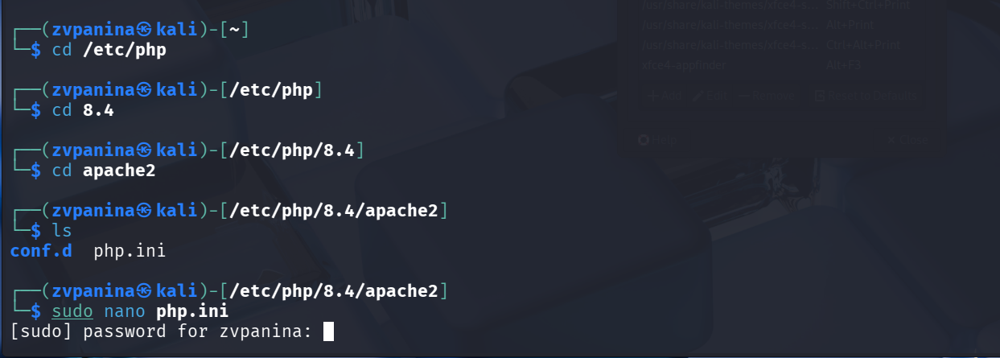 ┌──(zvpanina㉿kali)-[~]
└─$ cd /etc/php
┌──(zvpanina㉿kali)-[/etc/php]
└─$ cd 8.4
┌──(zvpanina㉿kali)-[/etc/php/8.4]
└─$ cd apache2
┌──(zvpanina㉿kali)-[/etc/php/8.4/apache2]
└─$ ls
conf.d  php.ini
┌──(zvpanina㉿kali)-[/etc/php/8.4/apache2]
└─$ sudo nano php.ini
[sudo] password for zvpanina:
/usr/share/kali-themes/xfce4-s... Shift+Ctrl+Print
/usr/share/kali-themes/xfce4-s... Alt+Print
/usr/share/kali-themes/xfce4-s... Ctrl+Alt+Print
xfce4-appfinder Alt+F3
Add Edit Remove Reset to Defaults
Help Close